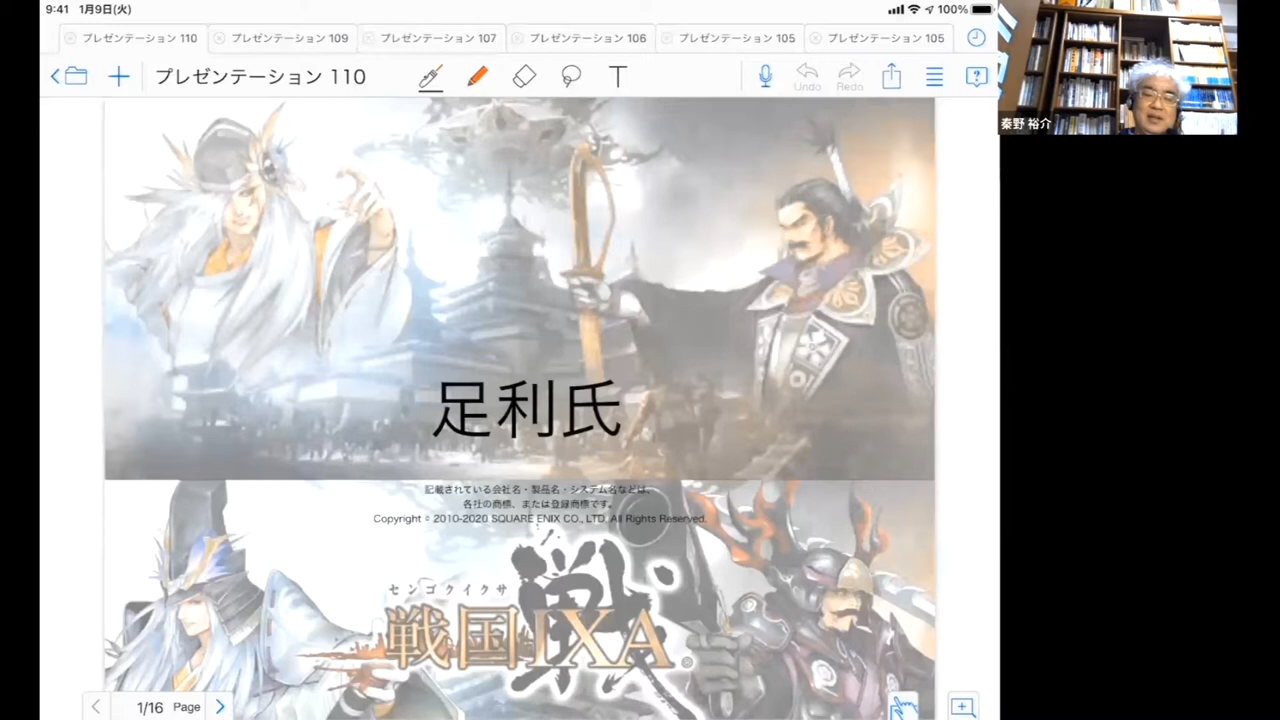 9:41 1月9日(火)
100%
プレゼンテーション 110
プレゼンテーション 109
プレゼンテーション 107
プレゼンテーション 106
プレゼンテーション 105
プレゼンテーション 105
プレゼンテーション 110
T
Undo
Redo
秦野 裕介
足利氏
記載されている会社名・製品名・システム名などは、
各社の商標、または登録商標です。
Copyright © 2010-2020 SQUARE ENIX CO., LTD. All Rights Reserved.
戦
センゴクイクサ
戦国IXA®
1/16 Page